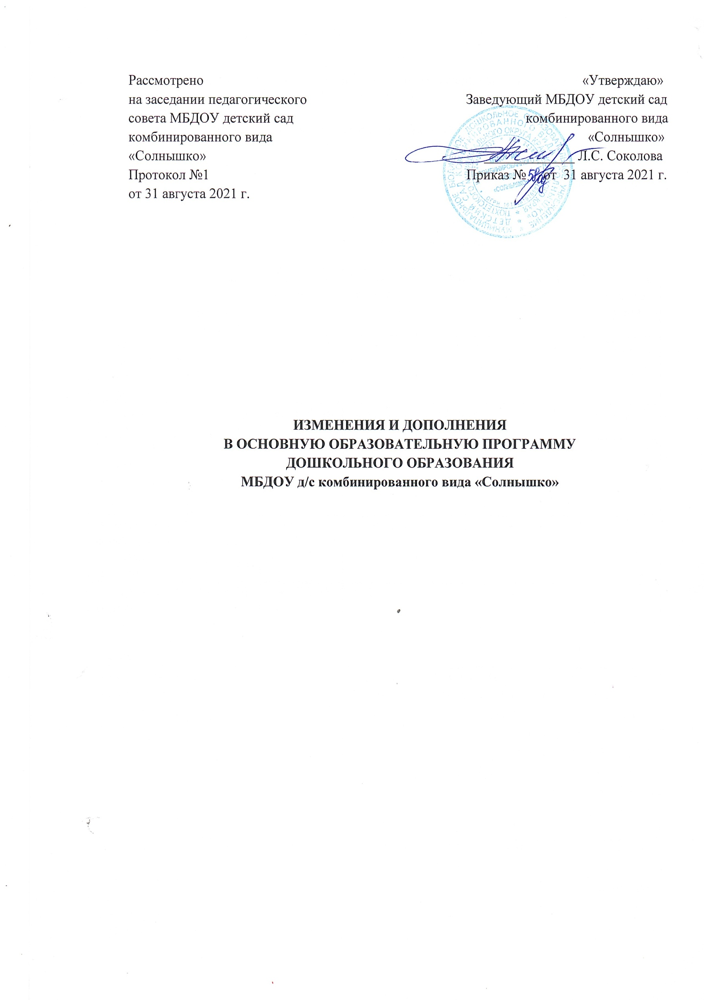 Рассмотрено
на заседании педагогического
совета МБДОУ детский сад
комбинированного вида
«Солнышко»
Протокол №1
от 31 августа 2021 г.
«Утверждаю»
Заведующий МБДОУ детский сад
комбинированного вида
«Солнышко»
Л.С. Соколова
Приказ № от 31 августа 2021 г.
ИЗМЕНЕНИЯ И ДОПОЛНЕНИЯ
В ОСНОВНУЮ ОБРАЗОВАТЕЛЬНУЮ ПРОГРАММУ
ДОШКОЛЬНОГО ОБРАЗОВАНИЯ
МБДОУ д/с комбинированного вида «Солнышко»